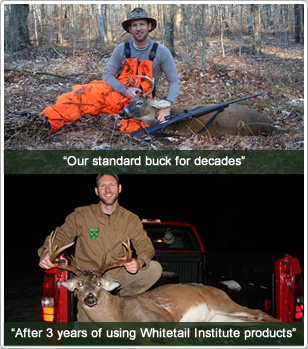 “Our standard buck for decades”
“After 3 years of using Whitetail Institute products”